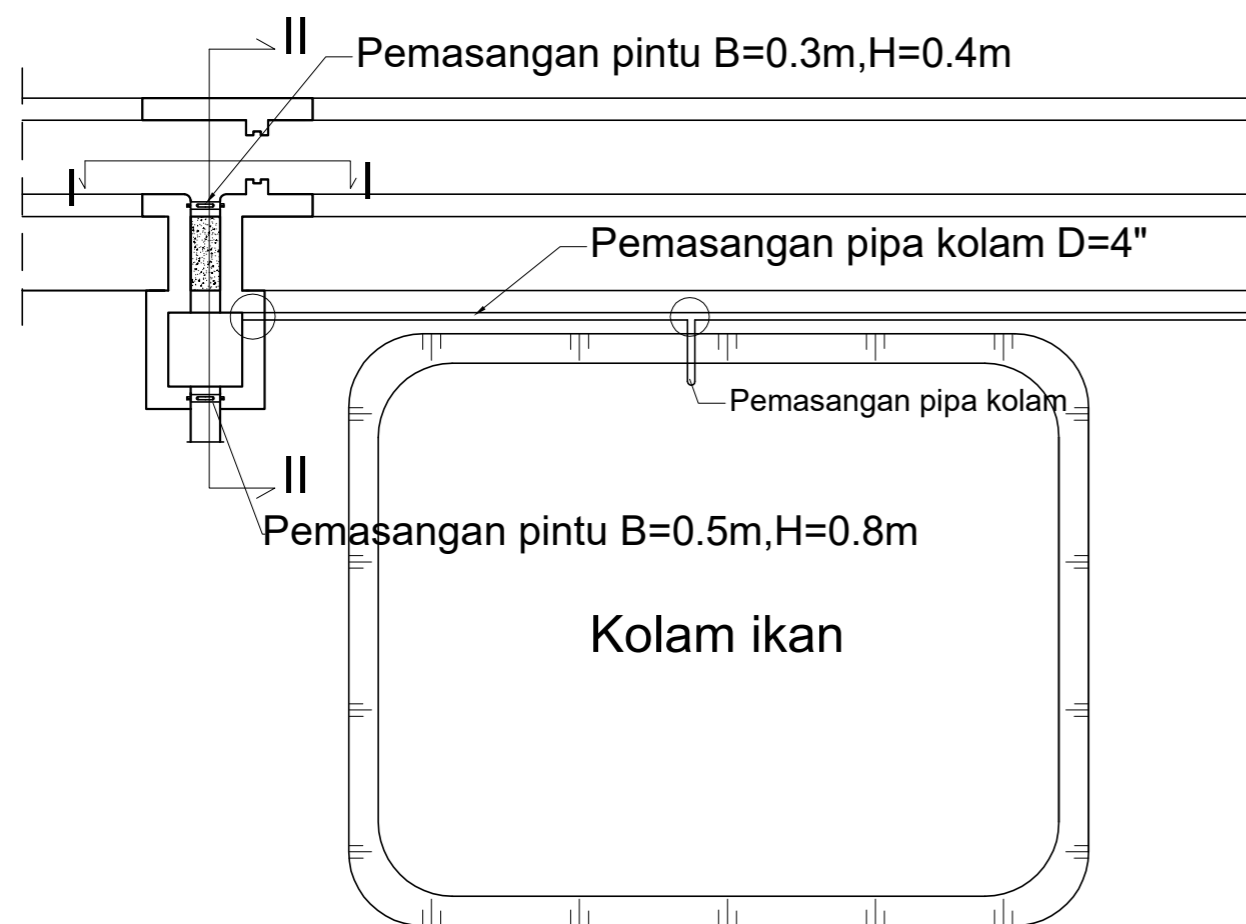 II
Pemasangan pintu B=0.3m,H=0.4m
I I
Pemasangan pipa kolam D=4"
Pemasangan pipa kolam
II
Pemasangan pintu B=0.5m,H=0.8m
Kolam ikan